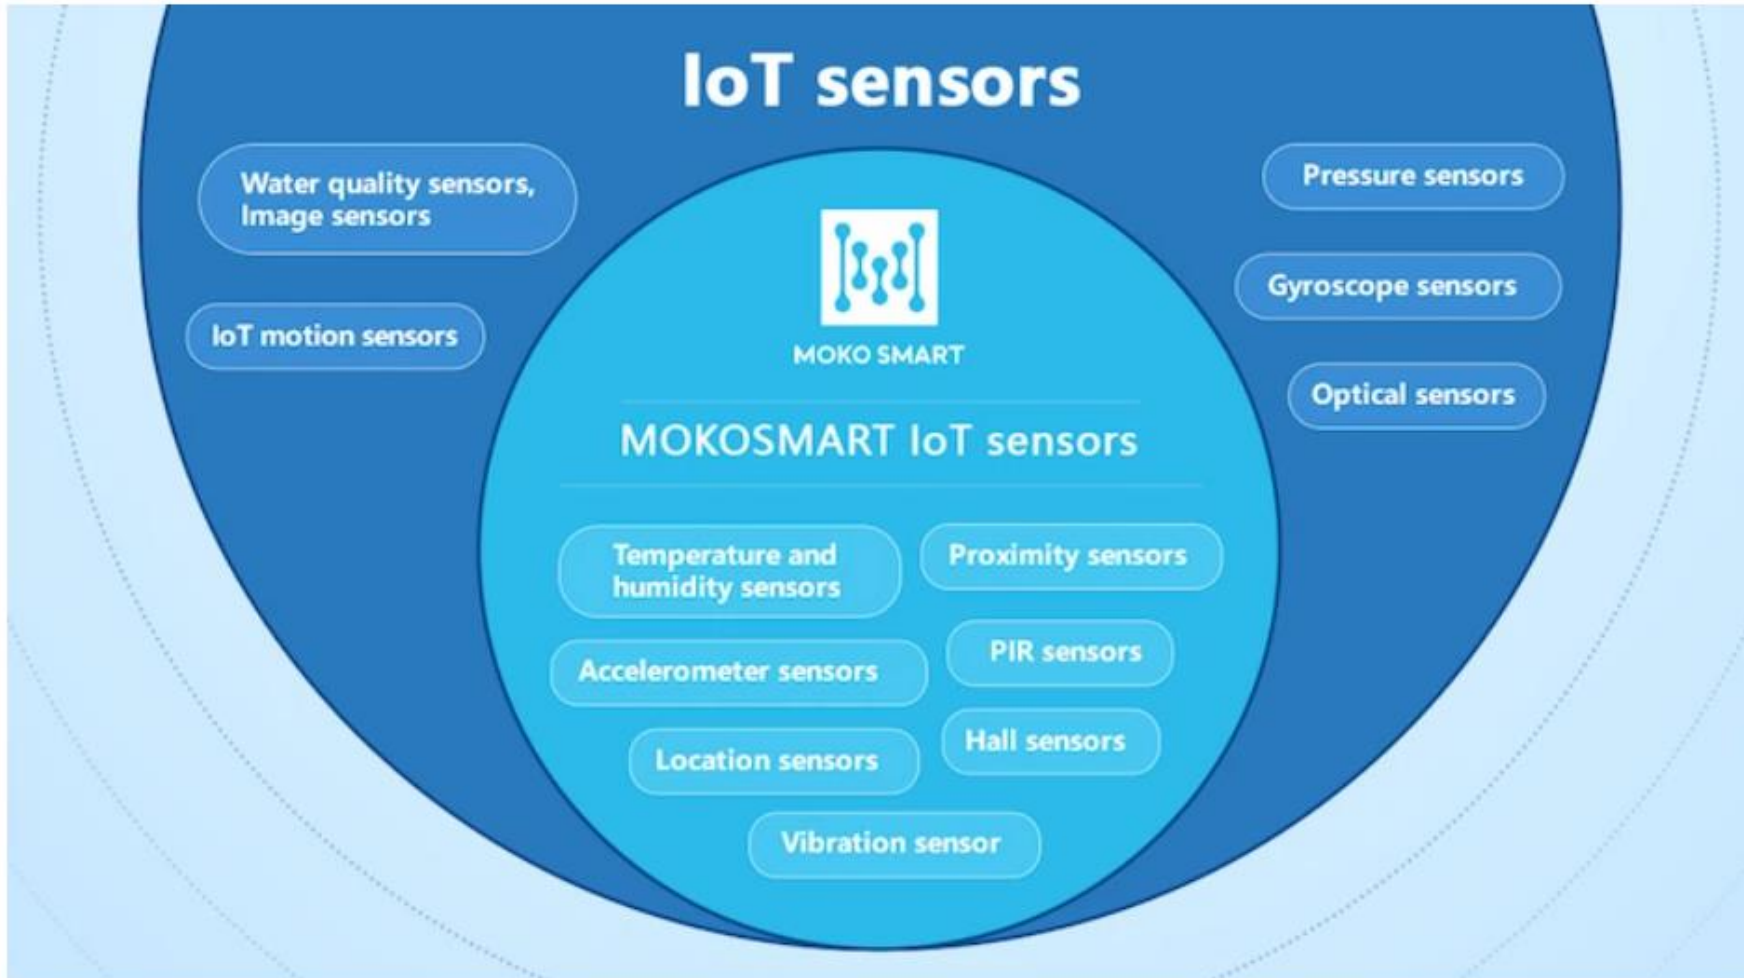 IoT sensors
Water quality sensors,
Image sensors
IoT motion sensors
Pressure sensors
Gyroscope sensors
Optical sensors
MOKO SMART
MOKOSMART IoT sensors
Temperature and
humidity sensors
Proximity sensors
Accelerometer sensors
PIR sensors
Location sensors
Hall sensors
Vibration sensor